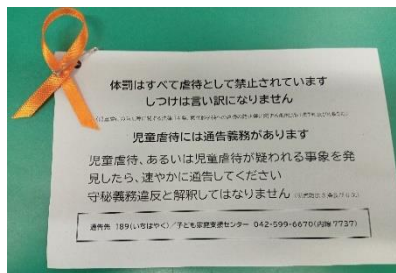 体罰はすべて虐待として禁止されています
しつけは言い訳になりません
児童虐待には通告義務があります
児童虐待、あるいは児童虐待が疑われる事象を発
見したら、速やかに通告してください
守秘義務違反と解釈してはなりません
通告先 189(いちはやく)/子ども家庭支援センター 042-599-6670(内線 7737)